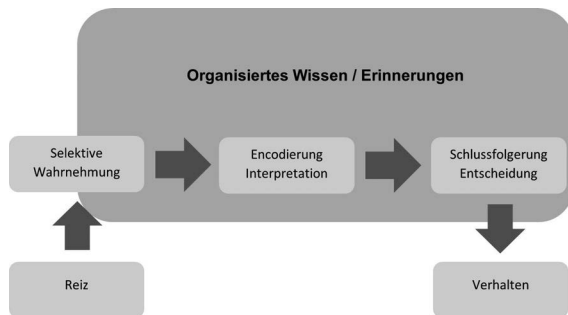 Organisiertes Wissen / Erinnerungen
Selektive
Wahrnehmung
Encodierung
Interpretation
Schlussfolgerung
Entscheidung
Reiz
Verhalten